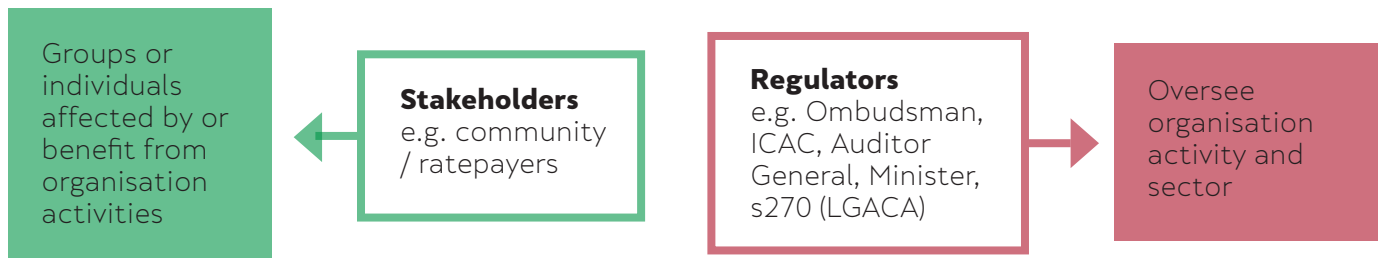 Groups or
individuals
affected by or
benefit from
organisation
activities
Stakeholders
e.g. community
/ ratepayers
Regulators
e.g. Ombudsman,
ICAC, Auditor
General, Minister,
s270 (LGACA)
Oversee
organisation
activity and
sector